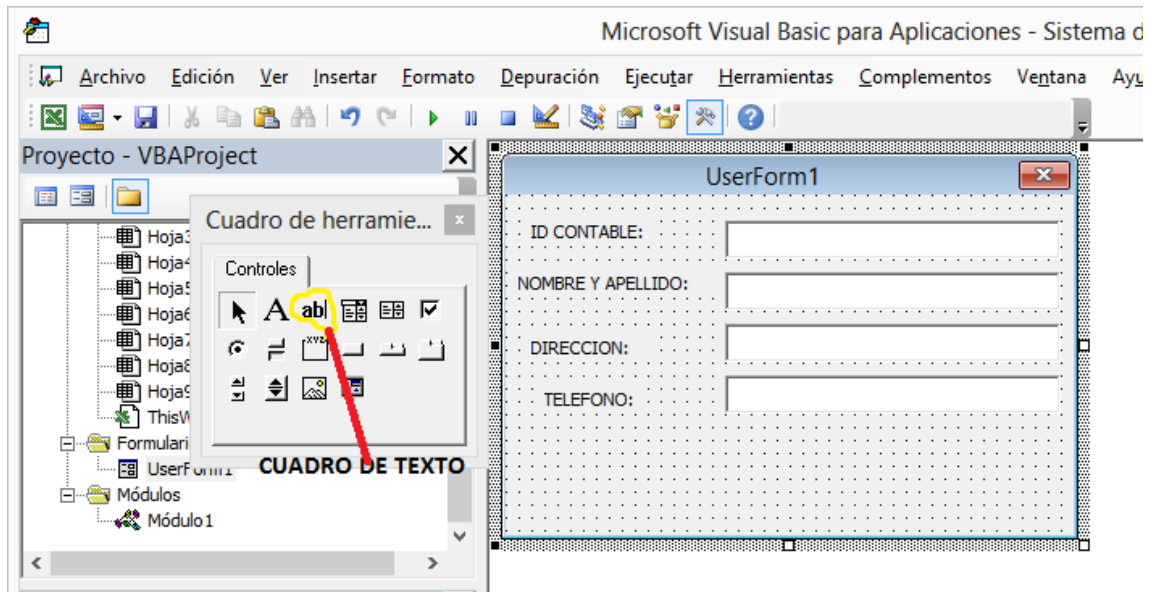 Microsoft Visual Basic para Aplicaciones - Sistema d
Archivo Edición Ver Insertar Formato Depuración Ejecutar Herramientas Complementos Ventana Ayu
Proyecto - VBAProject
Cuadro de herramie...
Controles
A ab|
xyz
Hoja3
Hoja4
Hoja5
Hoja6
Hoja7
Hoja8
Hoja9
ThisW
Formulari
UserForm1
Módulos
Módulo1
CUADRO DE TEXTO
UserForm1
ID CONTABLE:
NOMBRE Y APELLIDO:
DIRECCION:
TELEFONO: